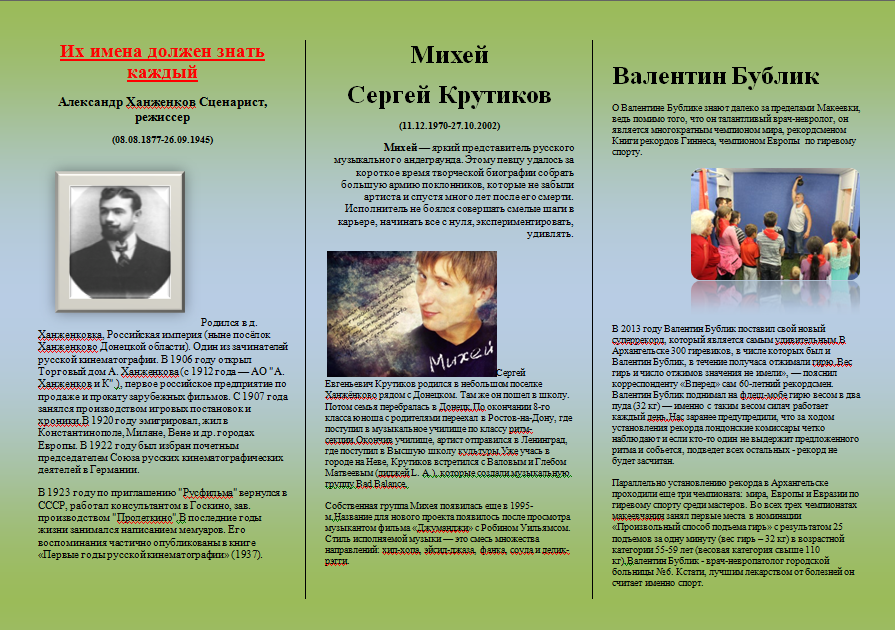 Их имена должен знать
каждый
Александр Ханженков Сценарист,
режиссер
(08.08.1877-26.09.1945)
Родился в д.
Ханженковка, Российская империя (ныне посёлок
Ханженково Донецкой области). Один из зачинателей
русской кинематографии. В 1906 году открыл
Торговый дом А. Ханженкова (с 1912 года — АО "А.
Ханженков и К".), первое российское предприятие по
продаже и прокату зарубежных фильмов. С 1907 года
занялся производством игровых постановок и
хроники.В 1920 году эмигрировал, жил в
Константинополе, Милане, Вене и др. городах
Европы. В 1922 году был избран почетным
председателем Союза русских кинематографических
деятелей в Германии.
В 1923 году по приглашению "Русфильма" вернулся в
СССР, работал консультантом в Госкино, зав.
производством "Пролеткино".В последние годы
жизни занимался написанием мемуаров. Его
воспоминания частично опубликованы в книге
«Первые годы русской кинематографии» (1937).
Михей
Сергей Крутиков
(11.12.1970-27.10.2002)
Михей — яркий представитель русского
музыкального андеграунда. Этому певцу удалось за
короткое время творческой биографии собрать
большую армию поклонников, которые не забыли
артиста и спустя много лет после его смерти.
Исполнитель не боялся совершать смелые шаги в
карьере, начинать все с нуля, экспериментировать,
удивлять.
Михей
Сергей
Евгеньевич Крутиков родился в небольшом поселке
Ханжёнково рядом с Донецком. Там же он пошел в школу.
Потом семья перебралась в Донецк.По окончании 8-го
класса юноша с родителями переехал в Ростов-на-Дону, где
поступил в музыкальное училище по классу ритм-
секции.Окончив училище, артист отправился в Ленинград,
где поступил в Высшую школу культуры.Уже учась в
городе на Неве, Крутиков встретился с Валовым и Глебом
Матвеевым (диджей L. A.), которые создали музыкальную
группу Bad Balance.
Собственная группа Михея появилась еще в 1995-
м.Название для нового проекта появилось после просмотра
музыкантом фильма «Джуманджи» с Робином Уильямсом.
Стиль исполняемой музыки — это смесь множества
направлений: хип-хопа, эйсид-джаза, фанка, соула и делик-
рэгги.
Валентин Бублик
О Валентине Бублике знают далеко за пределами Макеевки,
ведь помимо того, что он талантливый врач-невролог, он
является многократным чемпионом мира, рекордсменом
Книги рекордов Гиннеса, чемпионом Европы по гиревому
спорту.
В 2013 году Валентин Бублик поставил свой новый
суперрекорд, который является самым удивительным.В
Архангельске 300 гиревиков, в числе которых был и
Валентин Бублик, в течение получаса отжимали гирю.Вес
гирь и число отжимов значения не имели», — пояснил
корреспонденту «Вперед» сам 60-летний рекордсмен.
Валентин Бублик поднимал на флеш-мобе гирю весом в два
пуда (32 кг) — именно с таким весом силач работает
каждый день.Нас заранее предупредили, что за ходом
установления рекорда лондонские комиссары четко
наблюдают и если кто-то один не выдержит предложенного
ритма и собьется, подведет всех остальных - рекорд не
будет засчитан.
Параллельно установлению рекорда в Архангельске
проходили еще три чемпионата: мира, Европы и Евразии по
гиревому спорту среди мастеров. Во всех трех чемпионатах
макеевчанин занял первые места в номинации
«Произвольный способ подъема гирь» с результатом 25
подъемов за одну минуту (вес гирь – 32 кг) в возрастной
категории 55-59 лет (весовая категория свыше 110
кг).Валентин Бублик - врач-невропатолог городской
больницы №6. Кстати, лучшим лекарством от болезней он
считает именно спорт.